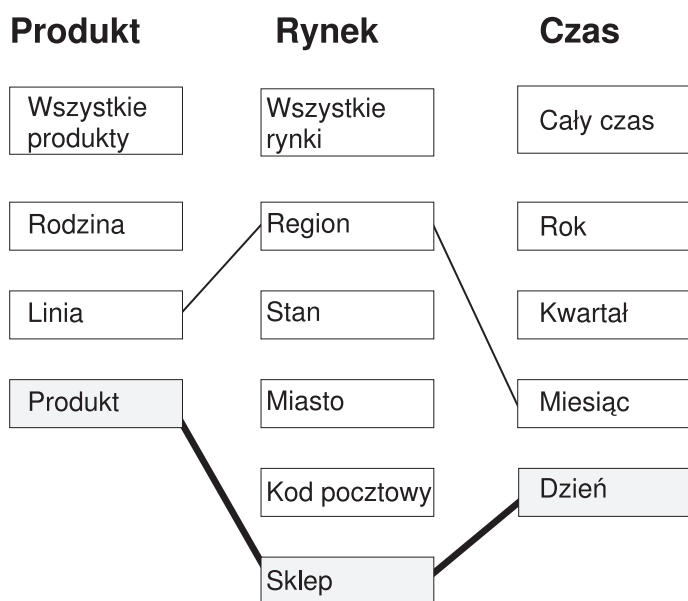 Produkt Rynek Czas
Wszystkie
produkty
Wszystkie
rynki
Cały czas
Rodzina
Region
Rok
Linia
Stan
Kwartał
Produkt
Miasto
Miesiąc
Kod pocztowy
Dzień
Sklep